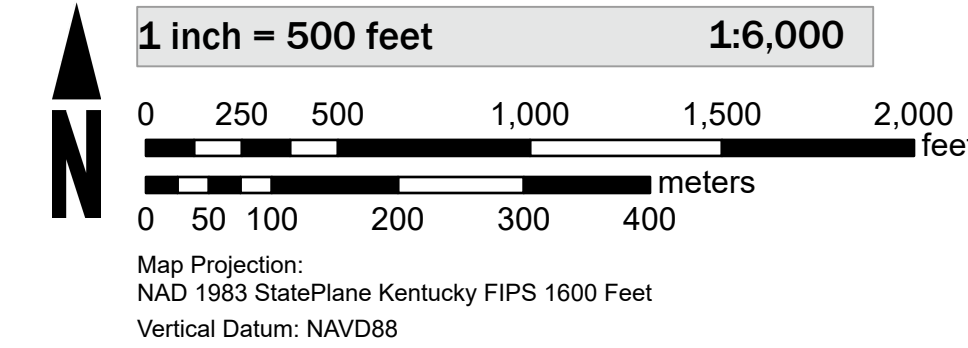 1 inch = 500 feet 1:6,000
0 250 500 1,000 1,500 2,000
feet
meters
0 50 100 200 300 400
N
Map Projection:
NAD 1983 StatePlane Kentucky FIPS 1600 Feet
Vertical Datum: NAVD88